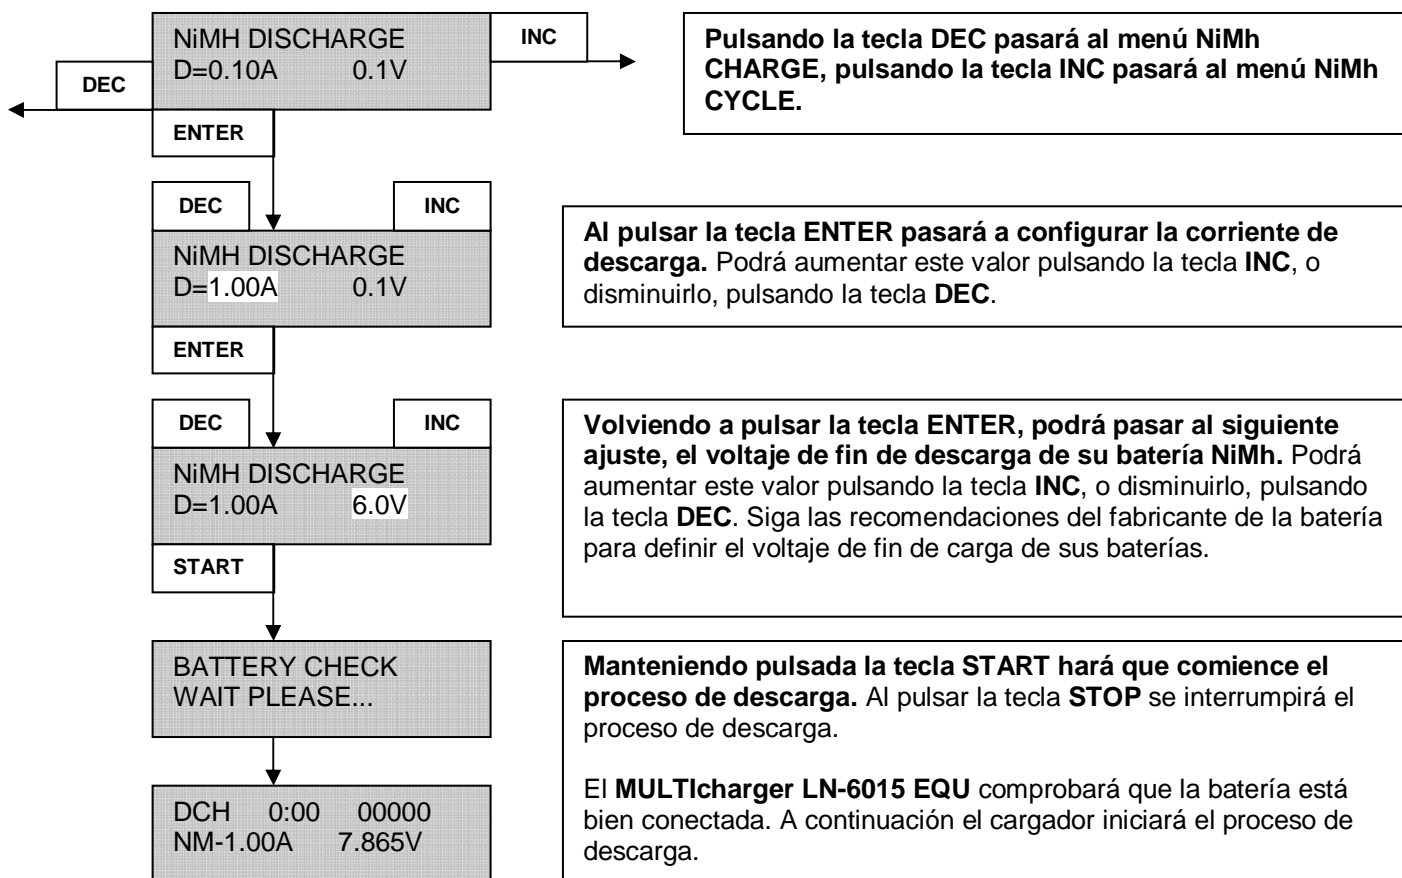 NiMH DISCHARGE
D=0.10A 0.1V
INC
DEC
ENTER
Pulsando la tecla DEC pasará al menú NiMh
CHARGE, pulsando la tecla INC pasará al menú NiMh
CYCLE.
DEC
INC
NiMH DISCHARGE
D=1.00A 0.1V
ENTER
Al pulsar la tecla ENTER pasará a configurar la corriente de
descarga. Podrá aumentar este valor pulsando la tecla INC, o
disminuirlo, pulsando la tecla DEC.
DEC
INC
NiMH DISCHARGE
D=1.00A 6.0V
START
Volviendo a pulsar la tecla ENTER, podrá pasar al siguiente
ajuste, el voltaje de fin de descarga de su batería NiMh. Podrá
aumentar este valor pulsando la tecla INC, o disminuirlo, pulsando
la tecla DEC. Siga las recomendaciones del fabricante de la batería
para definir el voltaje de fin de carga de sus baterías.
BATTERY CHECK
WAIT PLEASE...
Manteniendo pulsada la tecla START hará que comience el
proceso de descarga. Al pulsar la tecla STOP se interrumpirá el
proceso de descarga.
DCH 0:00 00000
NM-1.00A 7.865V
El MULTIcharger LN-6015 EQU comprobará que la batería está
bien conectada. A continuación el cargador iniciará el proceso de
descarga.